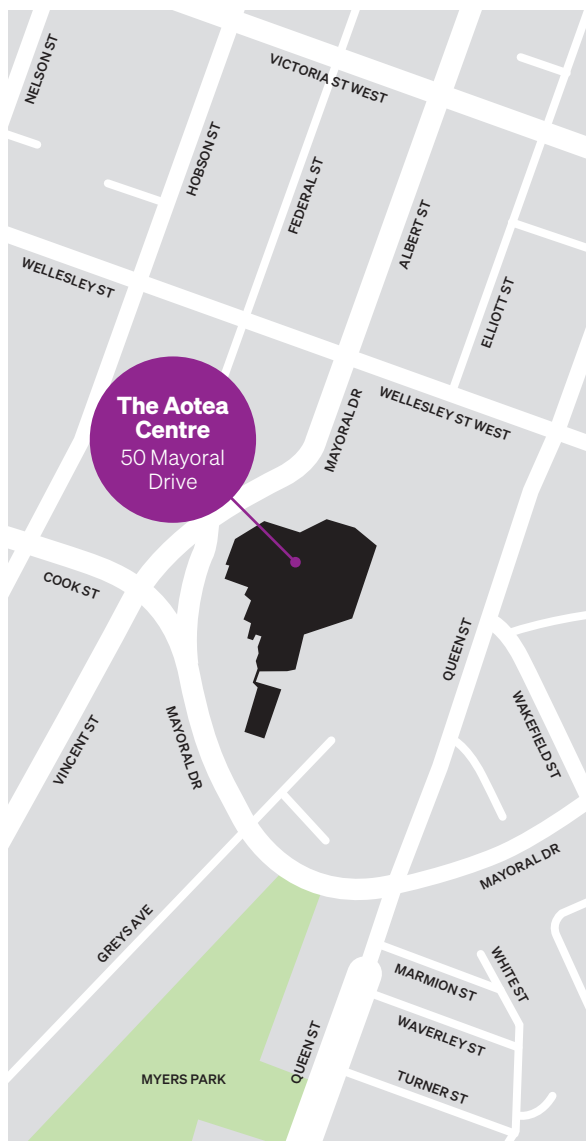 NELSON ST
VICTORIA ST WEST
HOBSON ST
FEDERAL ST
ALBERT ST
ELLIOTT ST
WELLESLEY ST
The Aotea
Centre
50 Mayoral
Drive
MAYORAL DR
WELLESLEY ST WEST
COOK ST
QUEEN ST
VINCENT ST
MAYORAL DR
WAKEFIELD ST
MAYORAL DR
GREYS AVE
MARMION ST
WHITE ST
WAVERLEY ST
QUEEN ST
MYERS PARK
TURNER ST